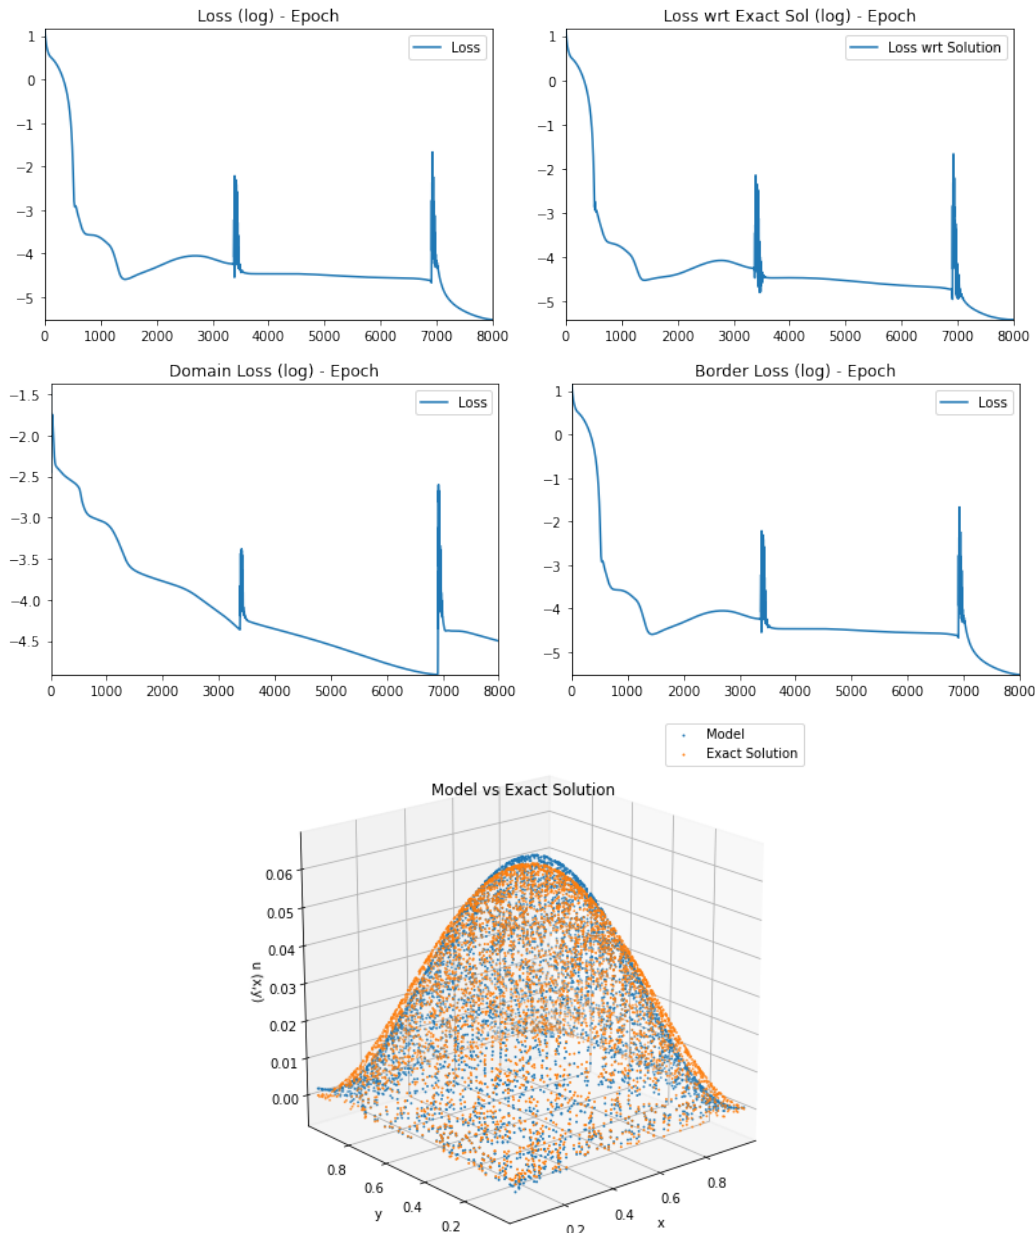 Loss (log) - Epoch
Loss
1
0
−1
−2
−3
−4
−5
0 1000 2000 3000 4000 5000 6000 7000 8000
Loss wrt Exact Sol (log) - Epoch
Loss wrt Solution
1
0
−1
−2
−3
−4
−5
0 1000 2000 3000 4000 5000 6000 7000 8000
Domain Loss (log) - Epoch
Loss
−1.5
−2.0
−2.5
−3.0
−3.5
−4.0
−4.5
0 1000 2000 3000 4000 5000 6000 7000 8000
Border Loss (log) - Epoch
Loss
1
0
−1
−2
−3
−4
−5
0 1000 2000 3000 4000 5000 6000 7000 8000
Model
Exact Solution
Model vs Exact Solution
0.06
0.05
0.04
0.03
0.02
0.01
0.00
u (x,y)
0.8
0.6
0.4
0.2
y
0.2
0.4
0.6
0.8
x